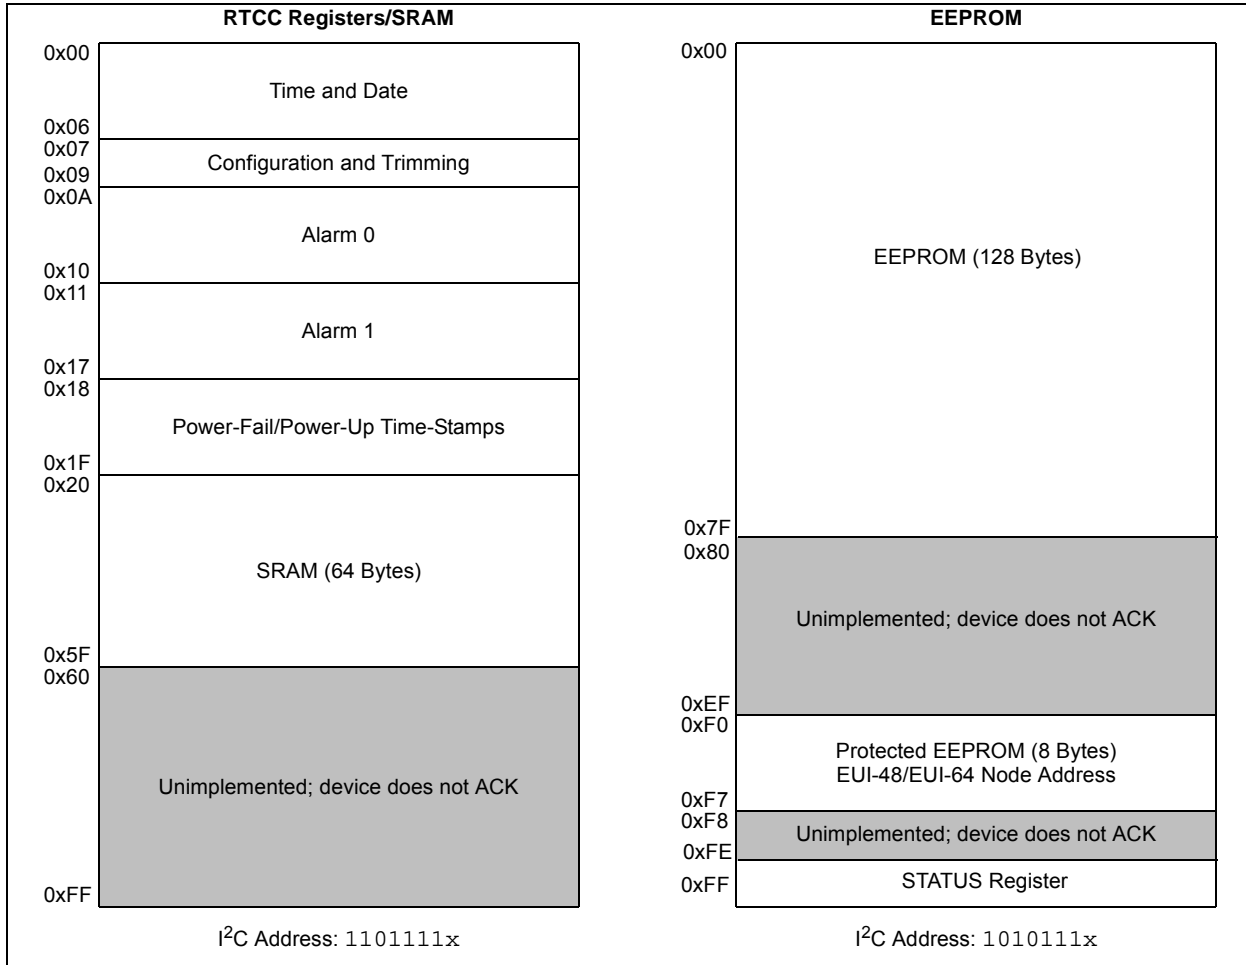 RTCC Registers/SRAM
0x00
Time and Date
0x06
0x07
Configuration and Trimming
0x09
0x0A
Alarm 0
0x10
0x11
Alarm 1
0x17
0x18
Power-Fail/Power-Up Time-Stamps
0x1F
0x20
SRAM (64 Bytes)
0x5F
0x60
Unimplemented; device does not ACK
0xFF
I2C Address: 1101111x
EEPROM
0x00
EEPROM (128 Bytes)
0x7F
0x80
Unimplemented; device does not ACK
0xEF
0xF0
Protected EEPROM (8 Bytes)
EUI-48/EUI-64 Node Address
0xF7
0xF8
Unimplemented; device does not ACK
0xFE
0xFF
STATUS Register
I2C Address: 1010111x